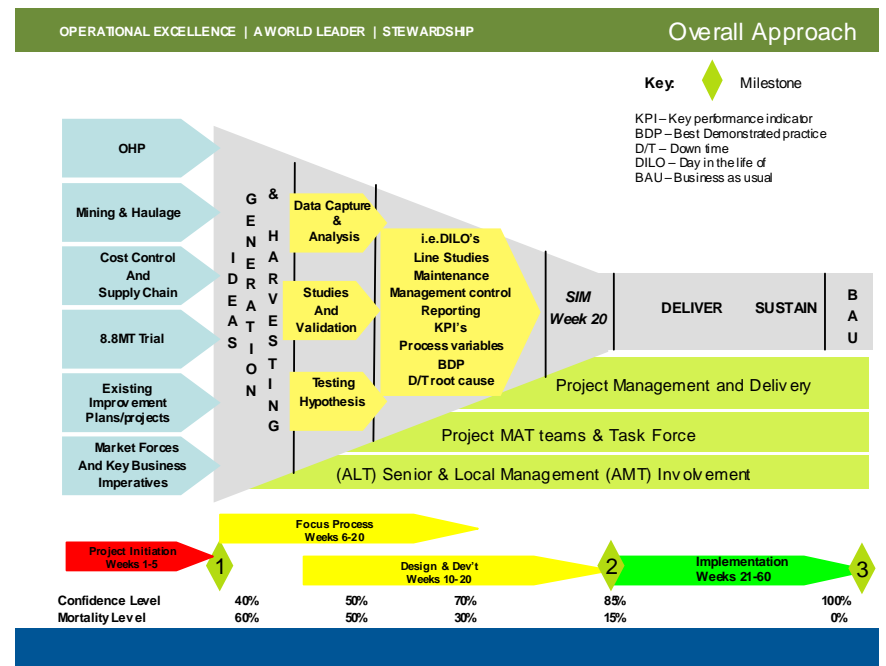 OPERATIONAL EXCELLENCE | A WORLD LEADER | STEWARDSHIP
Overall Approach
Key:
Milestone
KPI – Key performance indicator
BDP – Best Demonstrated practice
D/T – Down time
DILO – Day in the life of
BAU – Business as usual
OHP
Mining & Haulage
Cost Control
And
Supply Chain
8.8MT Trial
Existing
Improvement
Plans/projects
Market Forces
And Key Business
Imperatives
IDEAS
GENERATION
& HARVESTING
Data Capture
&
Analysis
Studies
And
Validation
Testing
Hypothesis
i.e.DILO's
Line Studies
Maintenance
Management control
Reporting
KPI's
Process variables
BDP
D/T root cause
SIM
Week 20
DELIVER
SUSTAIN
BAU
Project Management and Delivery
Project MAT teams & Task Force
(ALT) Senior & Local Management (AMT) Involvement
Focus Process
Weeks 6-20
Project Initiation
Weeks 1-5
1
Design & Dev't
Weeks 10-20
2
Implementation
Weeks 21-60
3
Confidence Level 40% 50% 70% 85% 100%
Mortality Level 60% 50% 30% 15% 0%